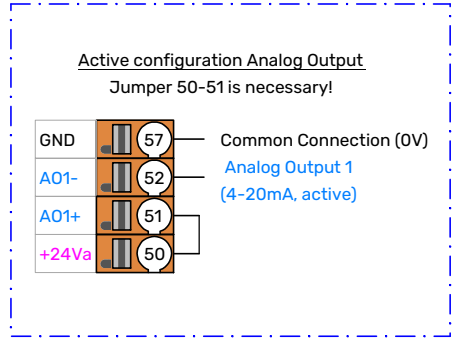 Active configuration Analog Output
Jumper 50-51 is necessary!
GND 57 Common Connection (0V)
AO1- 52 Analog Output 1
(4-20mA, active)
AO1+ 51
+24Va 50